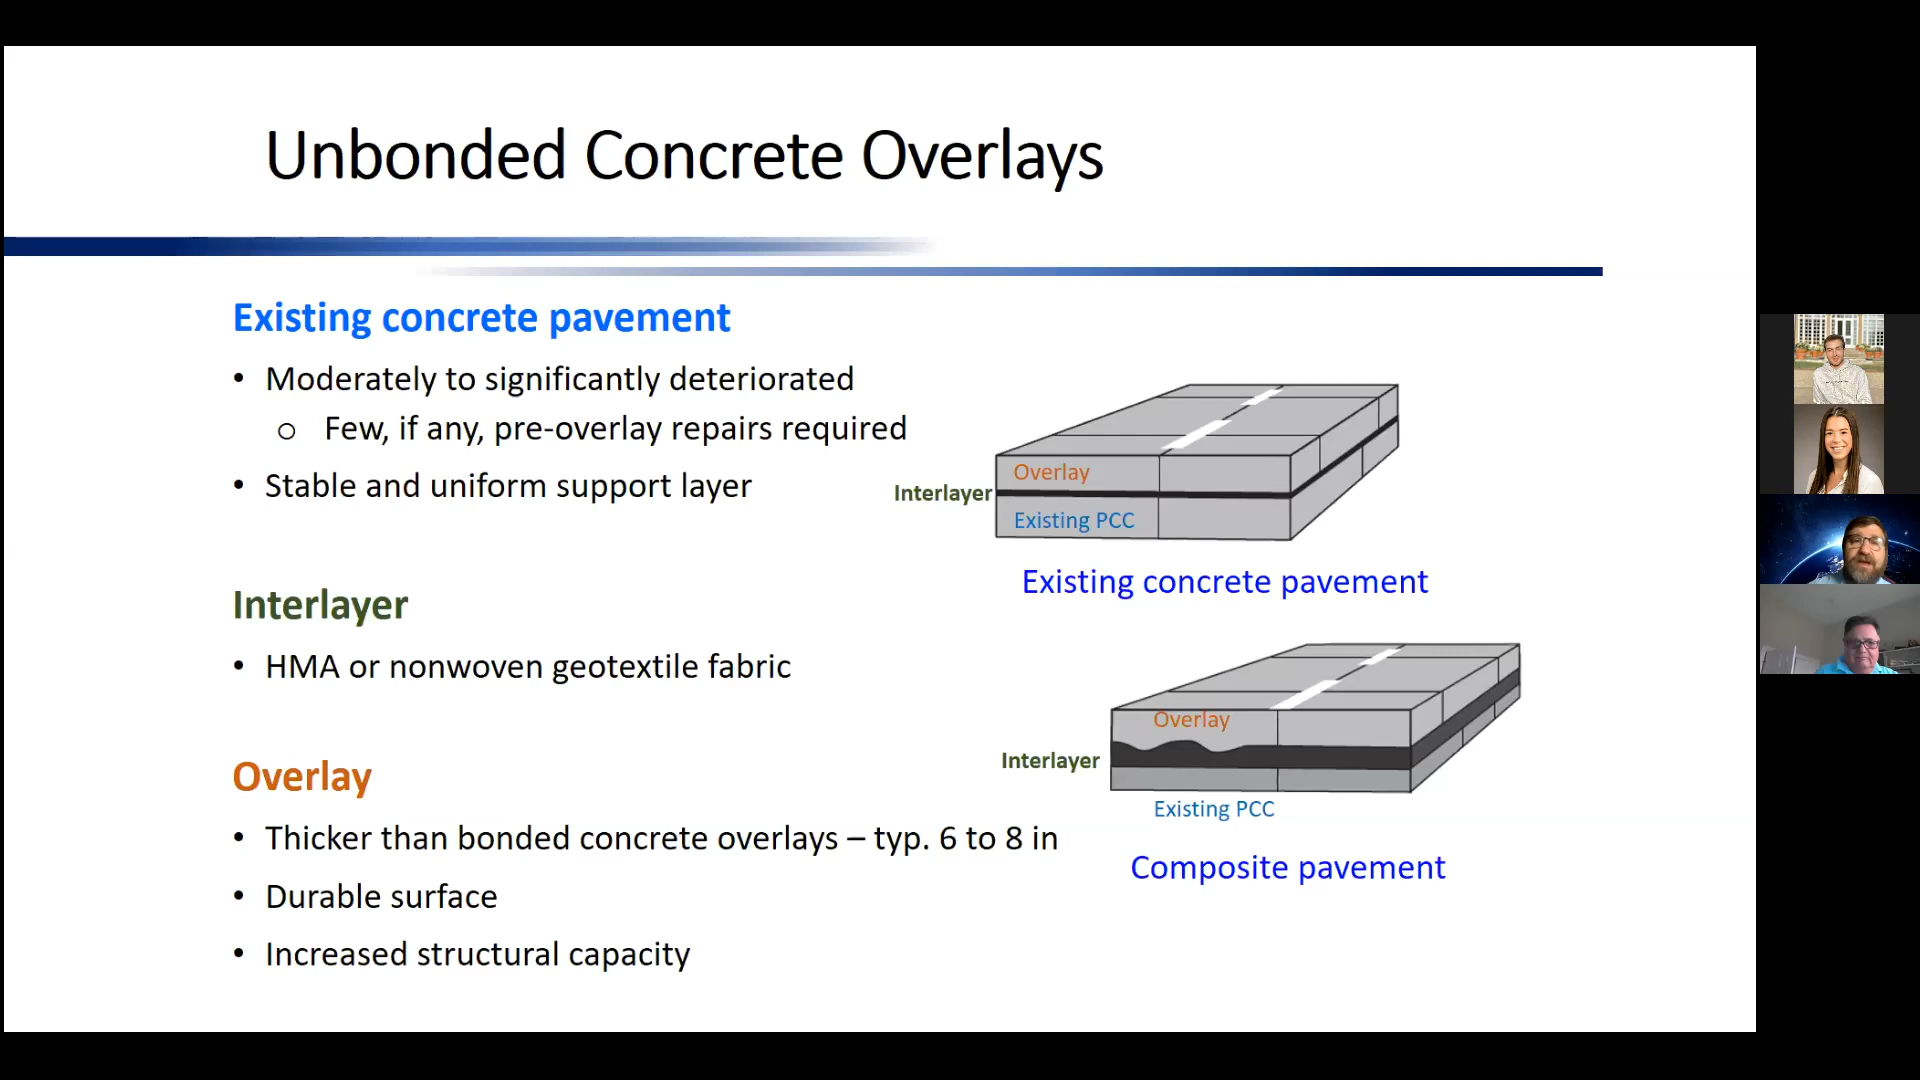 Unbonded Concrete Overlays
Existing concrete pavement
• Moderately to significantly deteriorated
o Few, if any, pre-overlay repairs required
• Stable and uniform support layer
Interlayer
• HMA or nonwoven geotextile fabric
Overlay
• Thicker than bonded concrete overlays – typ. 6 to 8 in
• Durable surface
• Increased structural capacity
Overlay
Interlayer
Existing PCC
Existing concrete pavement
Overlay
Interlayer
Existing PCC
Composite pavement